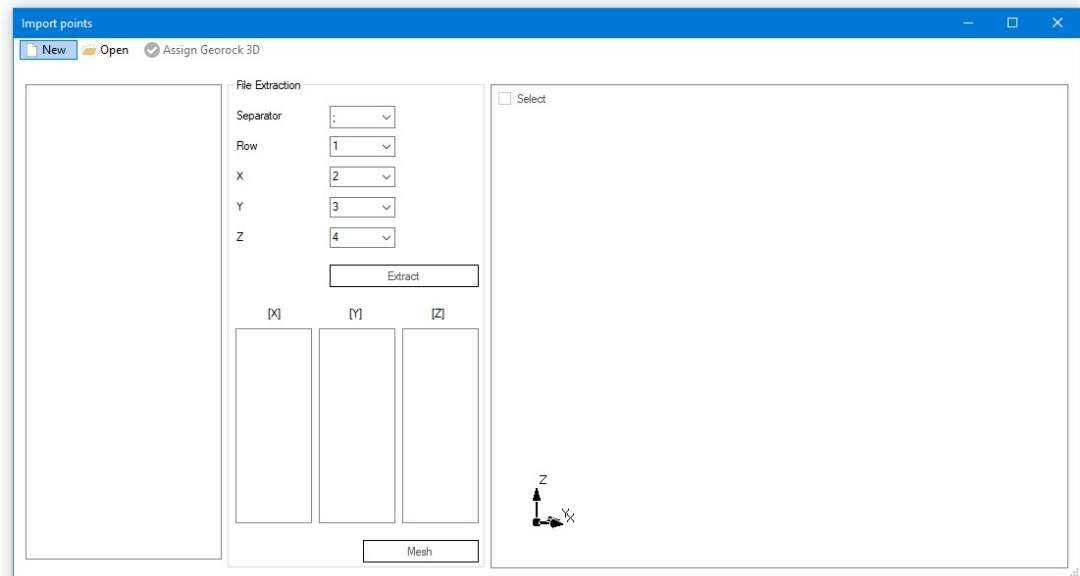 Import points
New Open Assign Georock 3D
File Extraction
Separator ;
Row 1
X 2
Y 3
Z 4
Extract
[X] [Y] [Z]
Mesh
Select
Z
Y
X